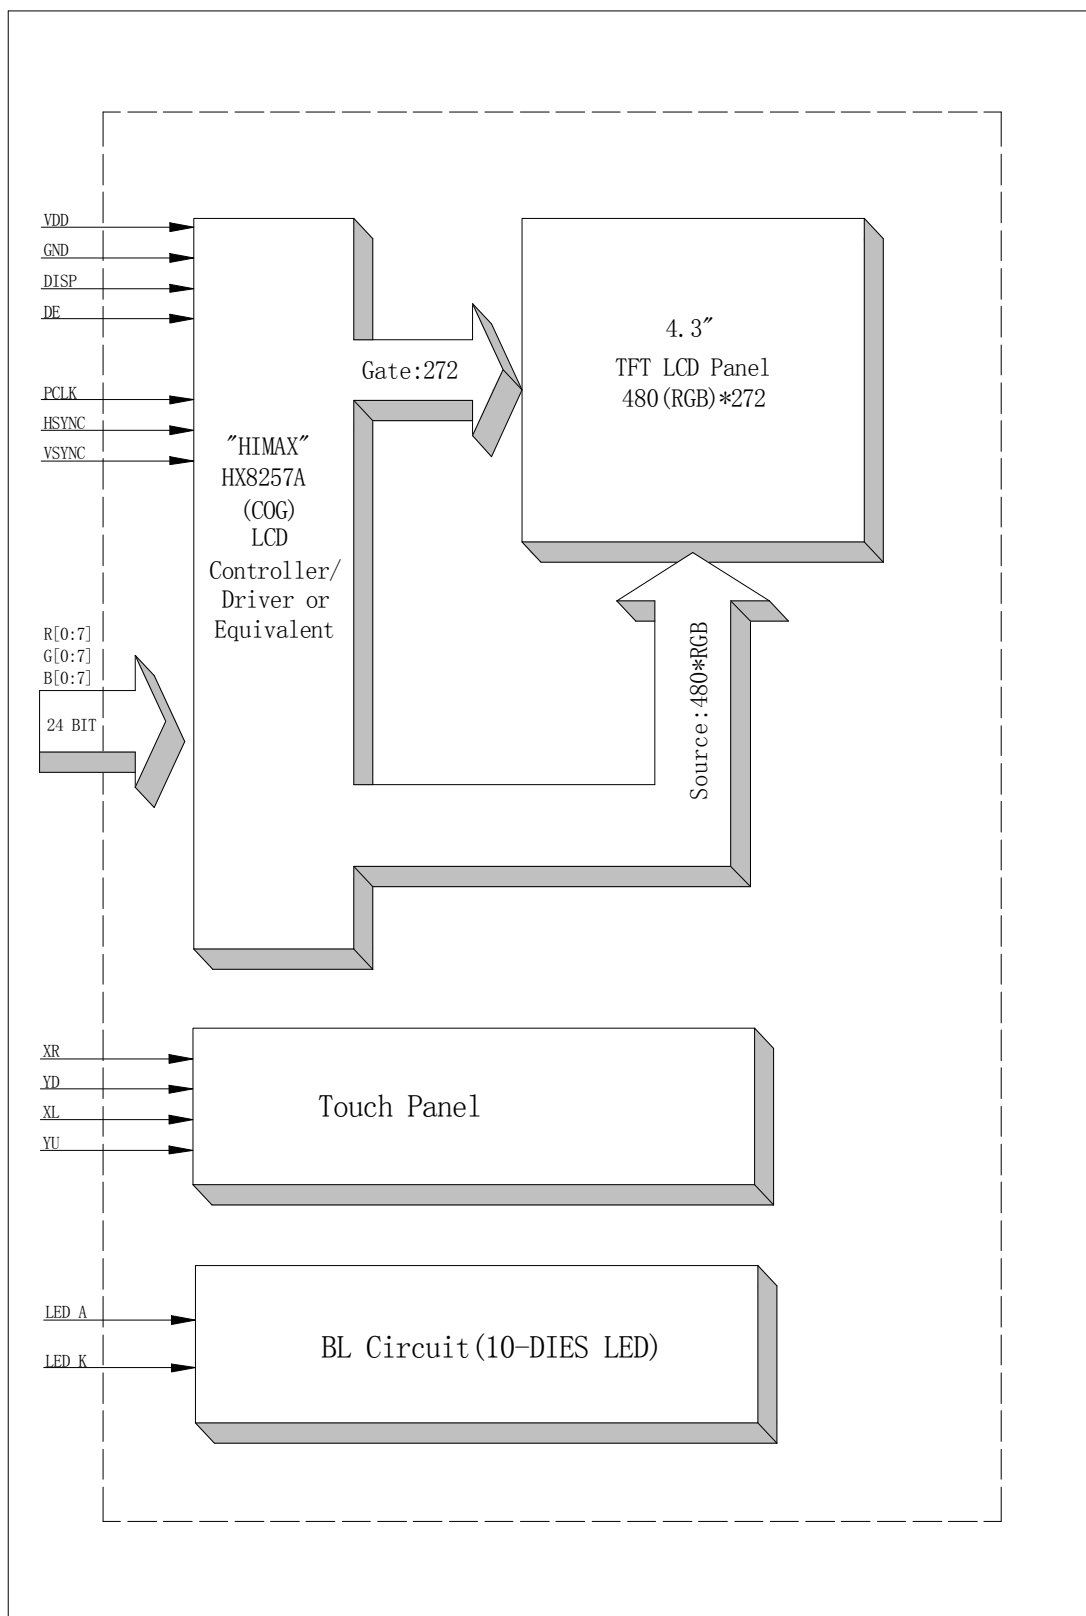 VDD
GND
DISP
DE
PCLK
HSYNC
VSYNC
"HIMAX"
HX8257A
(COG)
LCD
Controller/
Driver or
Equivalent
Gate:272
4.3"
TFT LCD Panel
480(RGB)*272
R[0:7]
G[0:7]
B[0:7]
24 BIT
Source:480*RGB
XR
YD
XL
YU
Touch Panel
LED A
LED K
BL Circuit(10-DIES LED)